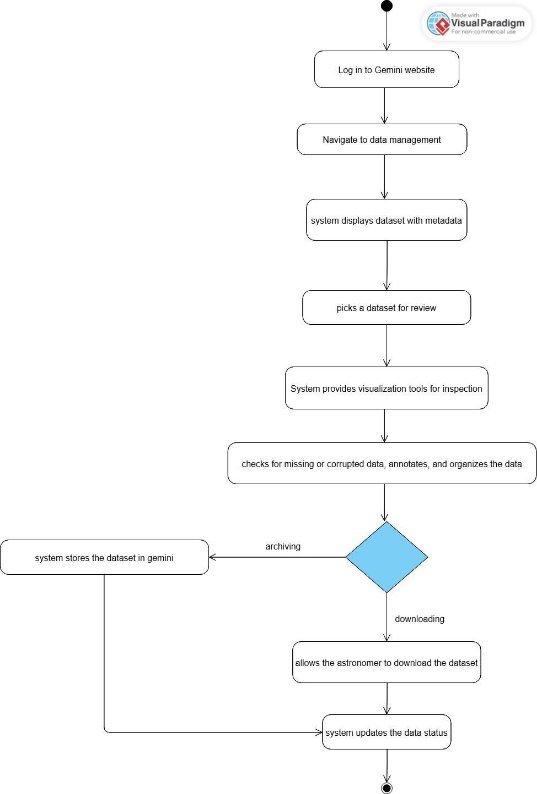 Made with
Visual Paradigm
For non-commercial use
Log in to Gemini website
Navigate to data management
system displays dataset with metadata
picks a dataset for review
System provides visualization tools for inspection
checks for missing or corrupted data, annotates, and organizes the data
archiving
system stores the dataset in gemini
downloading
allows the astronomer to download the dataset
system updates the data status